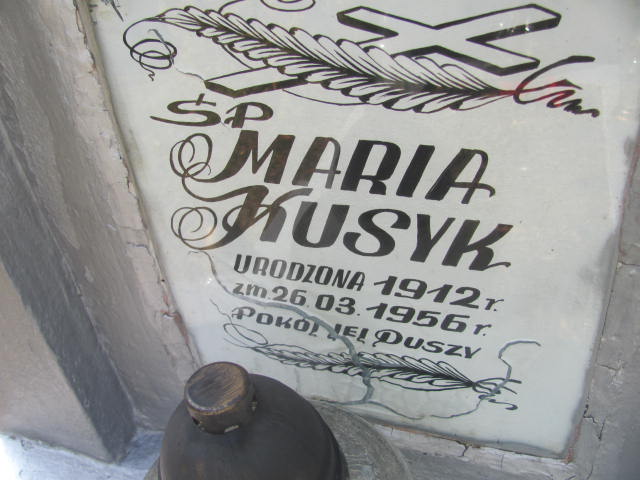 ŚP
MARIA
KUSYK
URODZONA 1912 r.
zm. 26.03.1956 r.
POKÓJ JEJ DUSZY